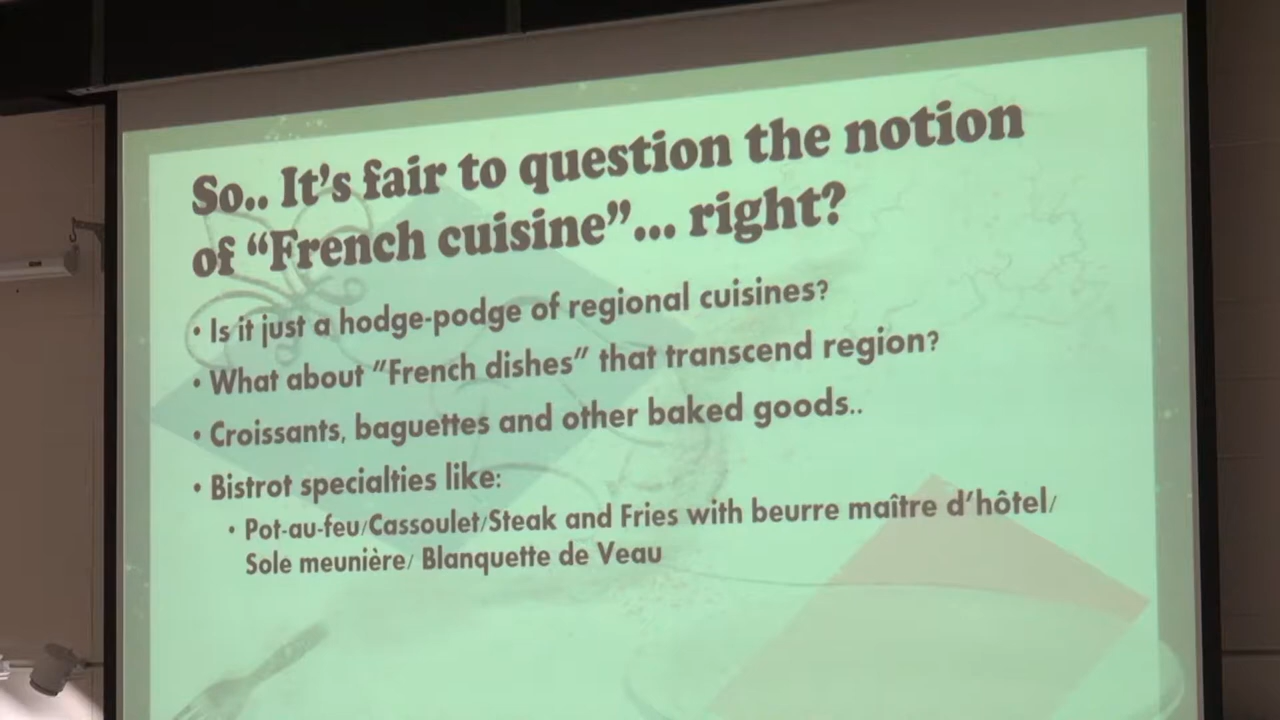 So.. It's fair to question the notion
of “French cuisine”... right?
• Is it just a hodge-podge of regional cuisines?
• What about "French dishes" that transcend region?
• Croissants, baguettes and other baked goods..
• Bistrot specialties like:
• Pot-au-feu/Cassoulet/Steak and Fries with beurre maître d'hôtel/
Sole meunière/ Blanquette de Veau